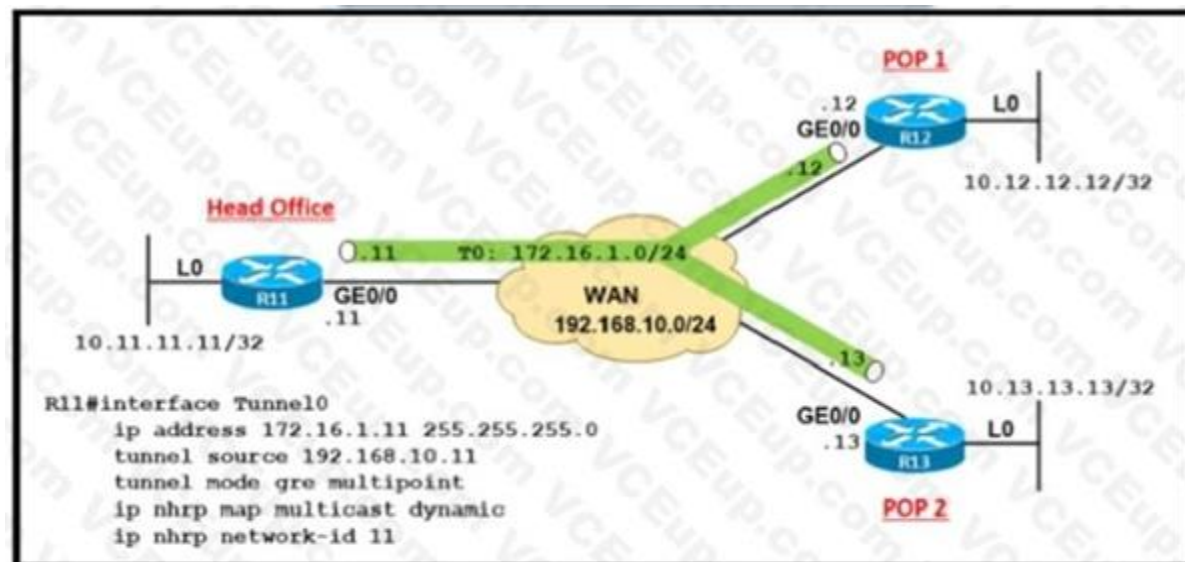 POP 1
.12
GE0/0
L0
R12
.12
10.12.12.12/32
Head Office
.11
T0: 172.16.1.0/24
L0
R11
GE0/0
.11
WAN
192.168.10.0/24
10.11.11.11/32
.13
10.13.13.13/32
GE0/0
.13
L0
R13
POP 2
R11#interface Tunnel0
ip address 172.16.1.11 255.255.255.0
tunnel source 192.168.10.11
tunnel mode gre multipoint
ip nhrp map multicast dynamic
ip nhrp network-id 11
VCEup.com